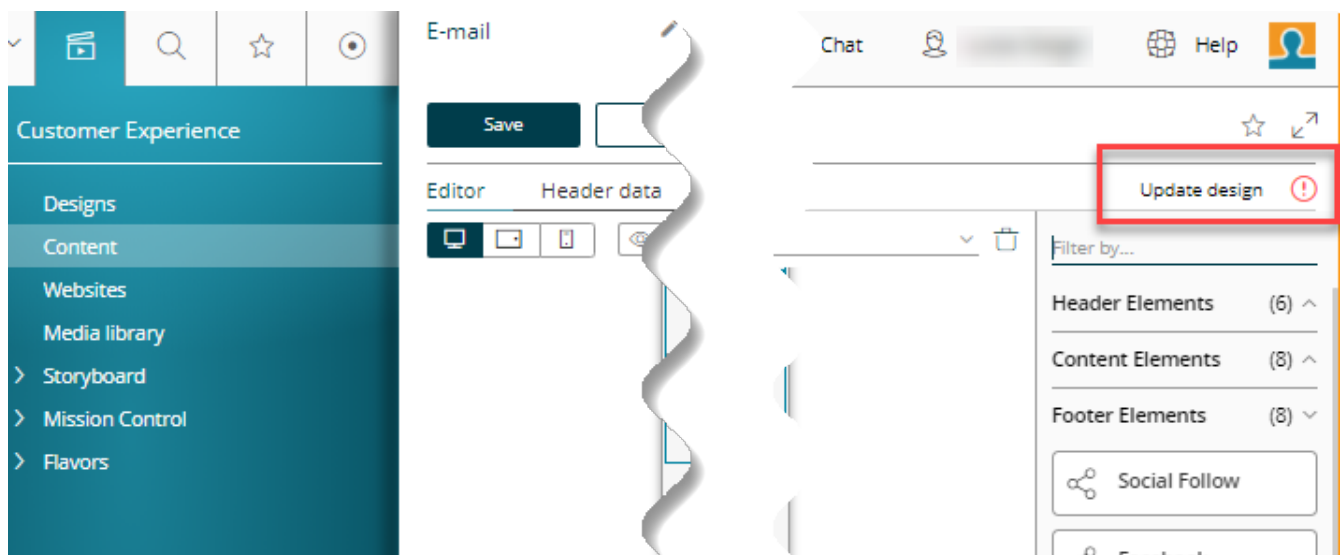 Customer Experience
Designs
Content
Websites
Media library
Storyboard
Mission Control
Flavors
E-mail
Save
Editor
Header data
Chat
Help
Update design
Filter by...
Header Elements (6)
Content Elements (8)
Footer Elements (8)
Social Follow